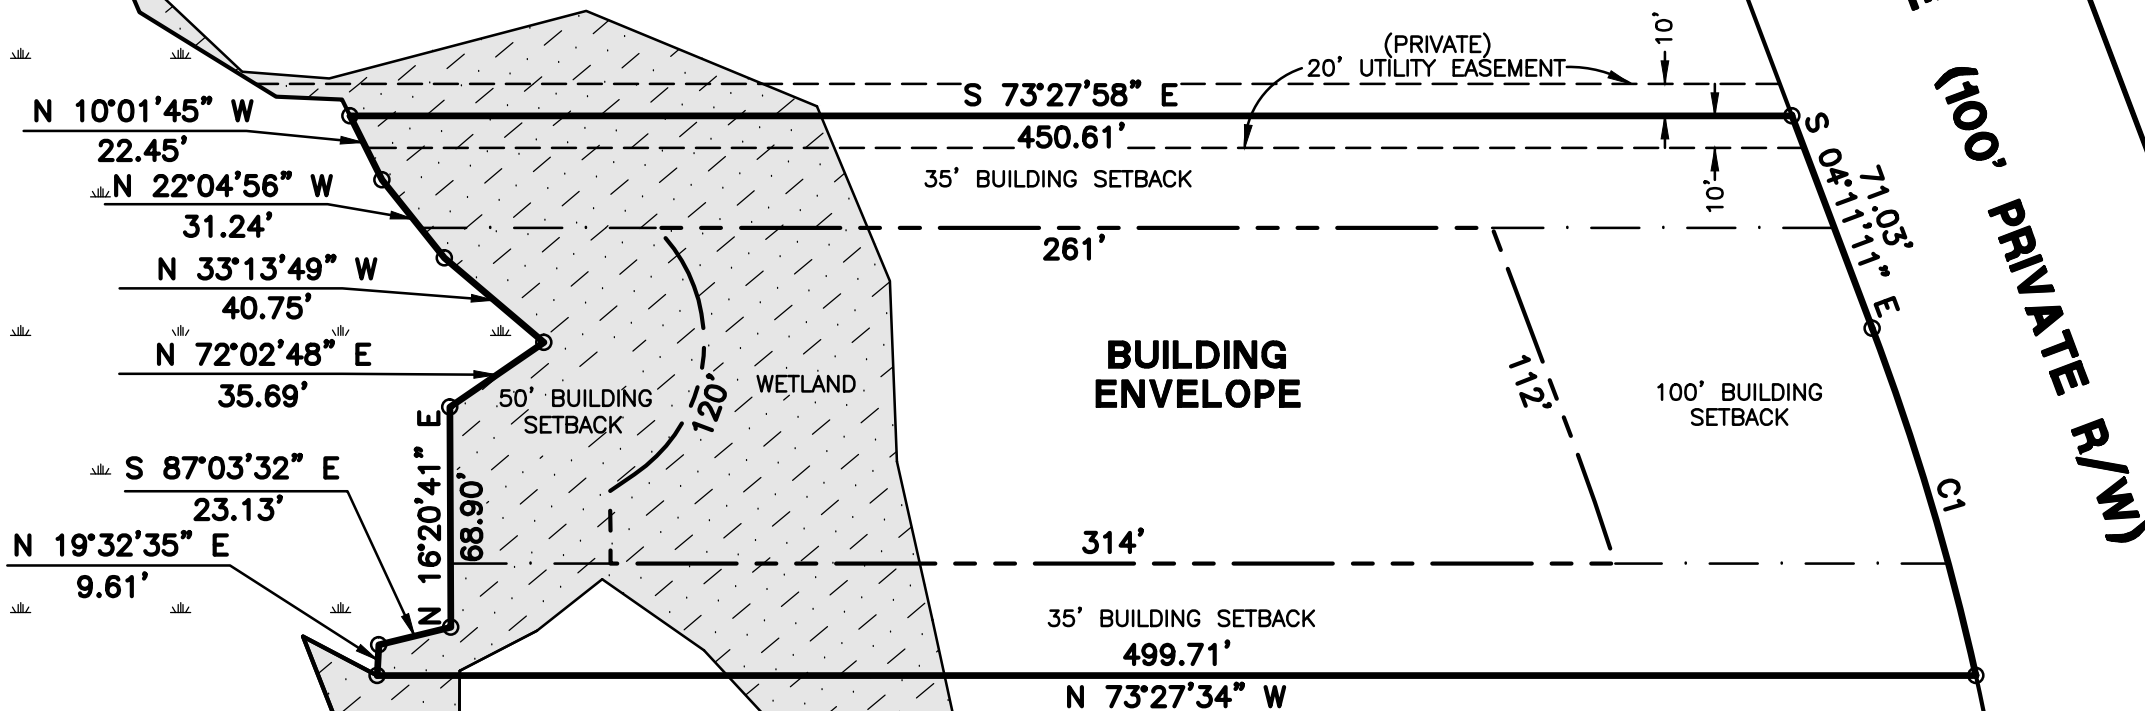 (PRIVATE)
20' UTILITY EASEMENT
10'
S 73°27'58" E
450.61'
N 10°01'45" W
22.45'
35' BUILDING SETBACK
10'
N 22°04'56" W
31.24'
261'
N 33°13'49" W
40.75'
N 72°02'48" E
35.69'
50' BUILDING
SETBACK
120'
WETLAND
BUILDING
ENVELOPE
112'
100' BUILDING
SETBACK
S 04°11'11" E
71.03'
C1
(100' PRIVATE R/W)
N 16°20'41" E
68.90'
S 87°03'32" E
23.13'
N 19°32'35" E
9.61'
314'
35' BUILDING SETBACK
499.71'
N 73°27'34" W